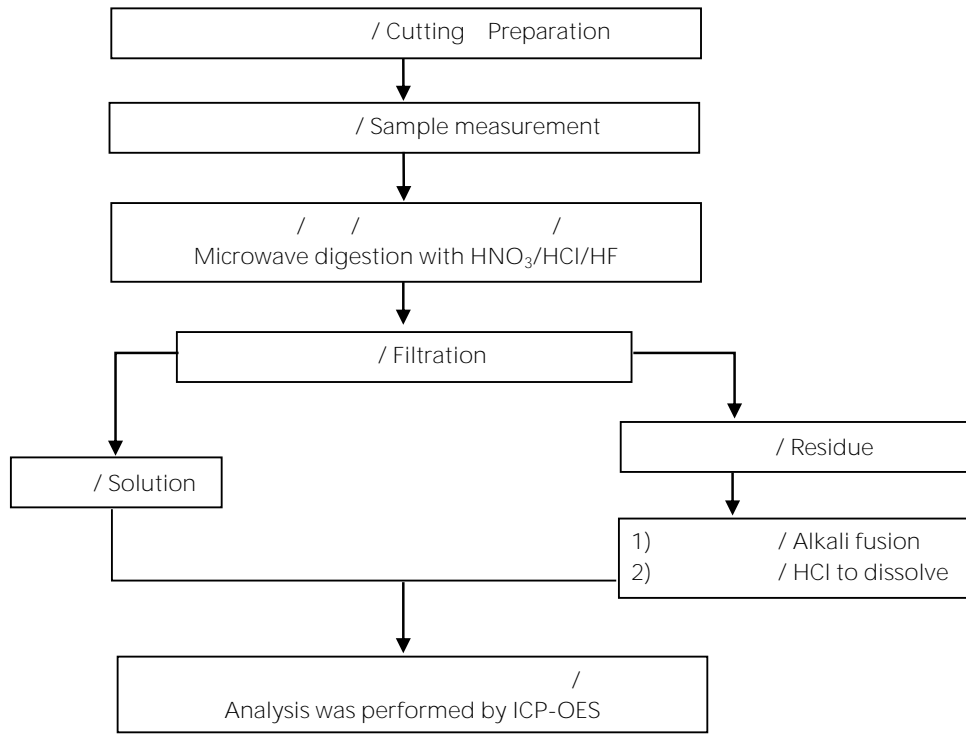 / Cutting Preparation
/ Sample measurement
/ / /
Microwave digestion with HNO₃/HCl/HF
/ Filtration
/ Solution
/ Residue
1) / Alkali fusion
2) / HCl to dissolve
/
Analysis was performed by ICP-OES